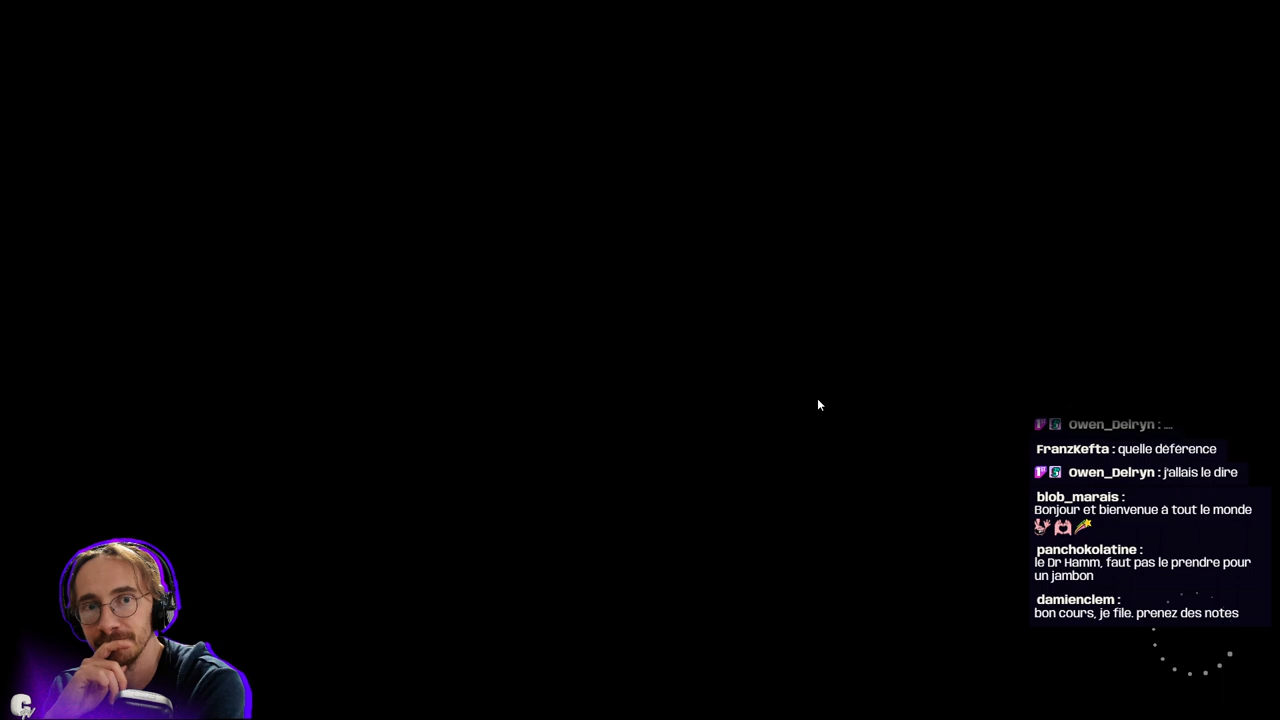 Owen_Delryn : ...
FranzKefta : quelle déférence
Owen_Delryn : j'allais le dire
blob_marais :
Bonjour et bienvenue à tout le monde
panchokolatine :
le Dr Hamm, faut pas le prendre pour
un jambon
damienclem :
bon cours, je file. prenez des notes